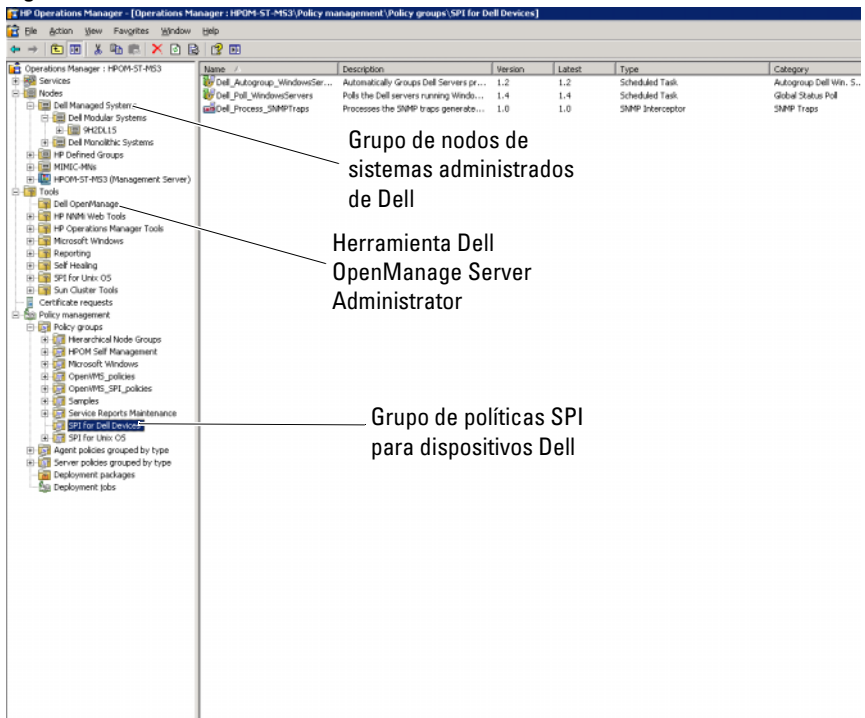 HP Operations Manager - [Operations Manager : HPOM-ST-MS3\Policy management\Policy groups\SPI for Dell Devices]
File Action View Favorites Window Help
Operations Manager : HPOM-ST-MS3
Services
Nodes
Dell Managed Systems
Dell Modular Systems
9H2DL15
Dell Monolithic Systems
HP Defined Groups
MIMIC-MNs
HPOM-ST-MS3 (Management Server)
Tools
Dell OpenManage
HP NNMi Web Tools
HP Operations Manager Tools
Microsoft Windows
Reporting
Self Healing
SPI for Unix OS
Sun Cluster Tools
Certificate requests
Policy management
Policy groups
Hierarchical Node Groups
HPOM Self Management
Microsoft Windows
OpenVMS_policies
OpenVMS_SPI_policies
Samples
Service Reports Maintenance
SPI for Dell Devices
SPI for Unix OS
Agent policies grouped by type
Server policies grouped by type
Deployment packages
Deployment jobs
Name Description Version Latest Type Category
Dell_Autogroup_WindowsSer... Automatically Groups Dell Servers pr... 1.2 1.2 Scheduled Task Autogroup Dell Win. S...
Dell_Poll_WindowsServers Polls the Dell servers running Windo... 1.4 1.4 Scheduled Task Global Status Poll
Dell_Process_SNMPTraps Processes the SNMP traps generate... 1.0 1.0 SNMP Interceptor SNMP Traps
Grupo de nodos de
sistemas administrados
de Dell
Herramienta Dell
OpenManage Server
Administrator
Grupo de políticas SPI
para dispositivos Dell